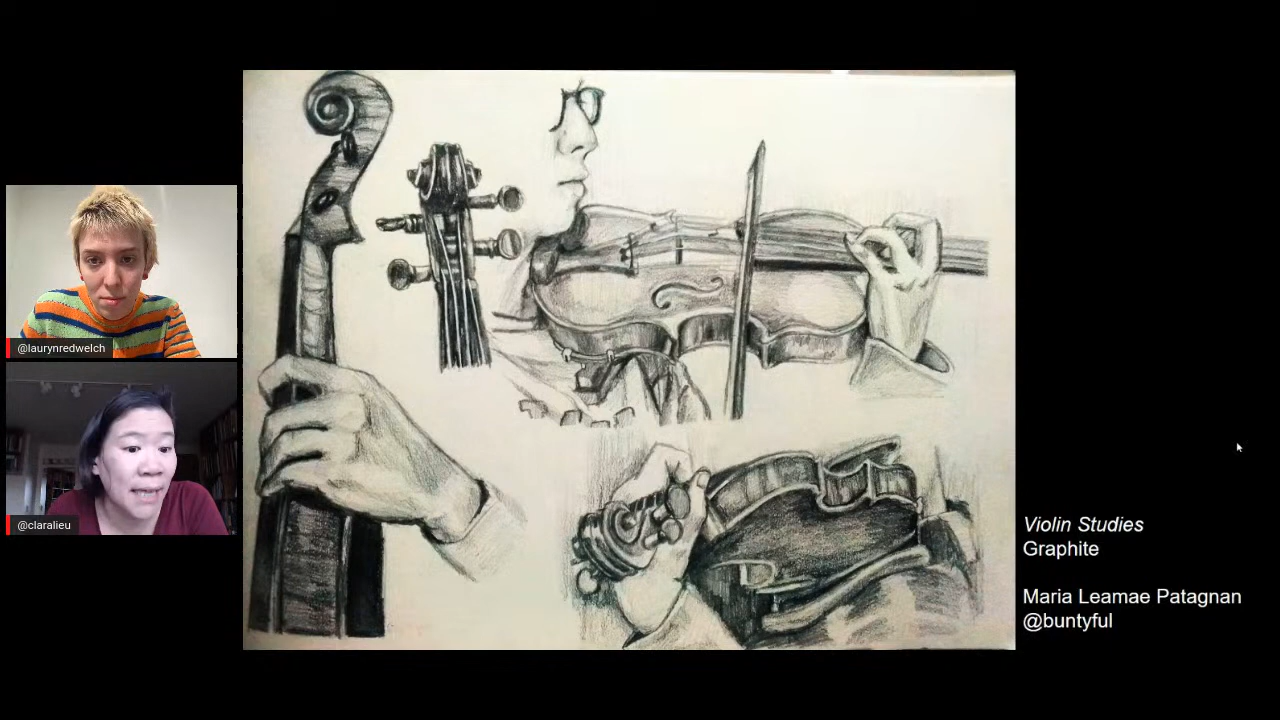 @laurynredwelch
@claralieu
Violin Studies
Graphite
Maria Leamae Patagnan
@buntyful